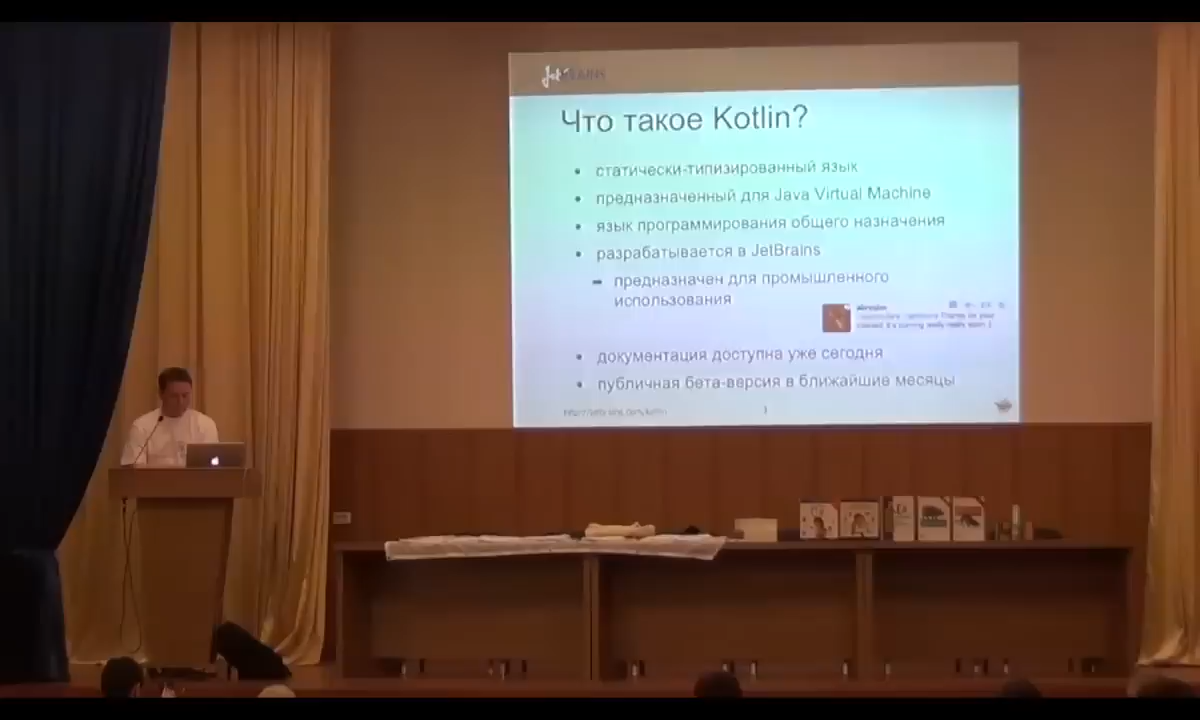 JetBRAINS
Что такое Kotlin?
статически-типизированный язык
предназначенный для Java Virtual Machine
язык программирования общего назначения
разрабатывается в JetBrains
предназначен для промышленного
использования
документация доступна уже сегодня
публичная бета-версия в ближайшие месяцы